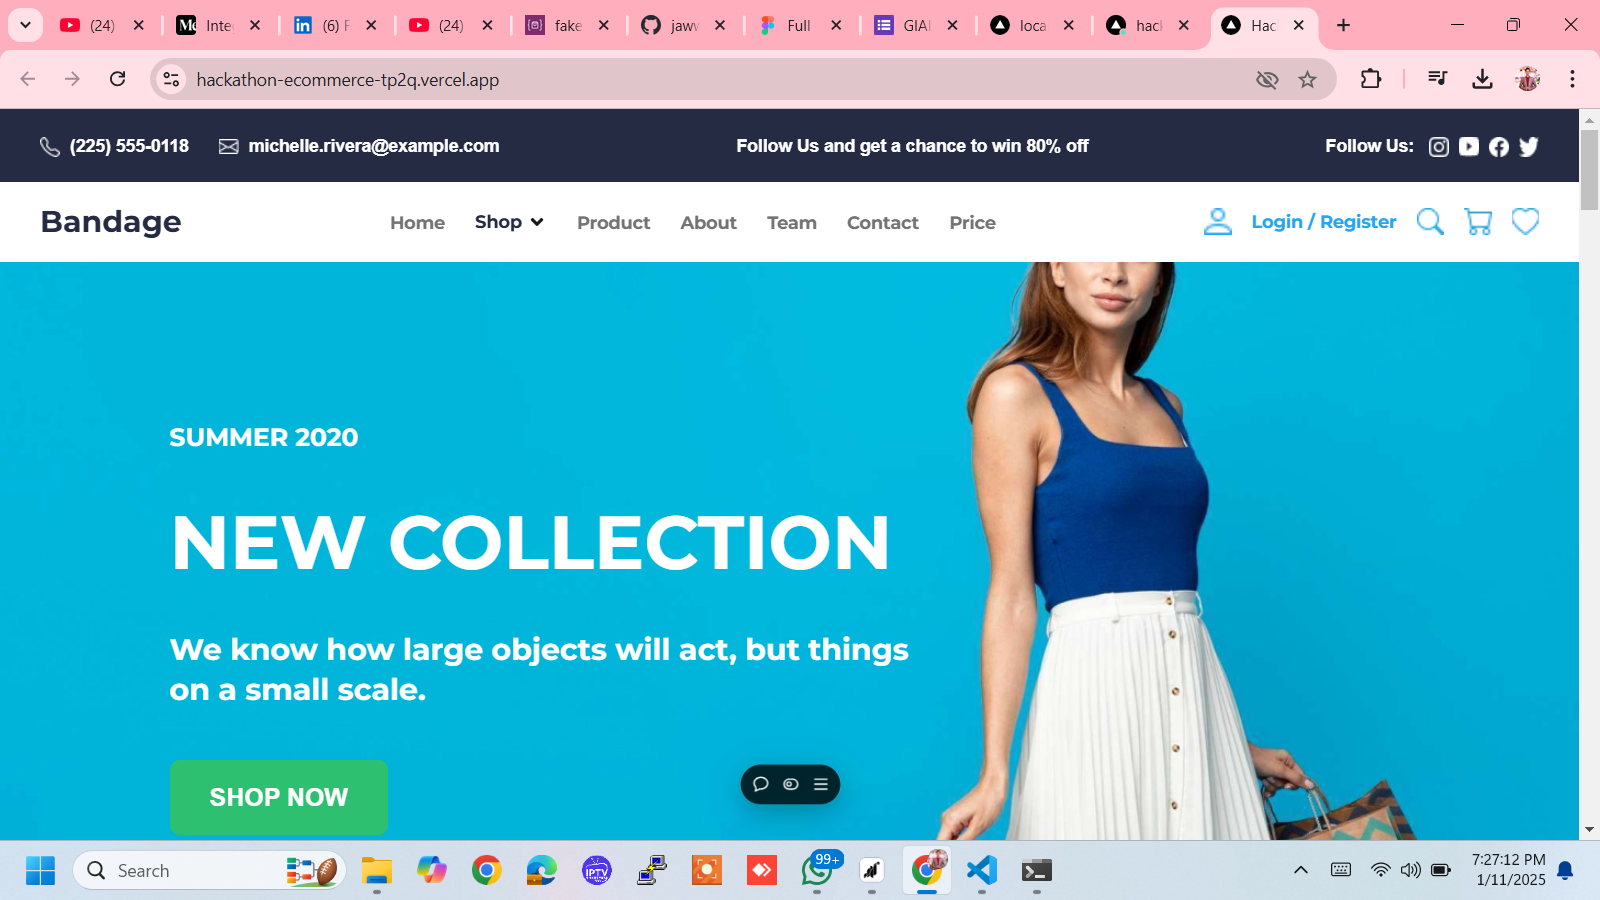 (24)
Inte
(6) F
(24)
fake
jaww
Full
GIAI
loca
hack
Hac
hackathon-ecommerce-tp2q.vercel.app
(225) 555-0118
michelle.rivera@example.com
Follow Us and get a chance to win 80% off
Follow Us:
Bandage
Home Shop Product About Team Contact Price
Login / Register
SUMMER 2020
NEW COLLECTION
We know how large objects will act, but things
on a small scale.
SHOP NOW
Search
IPTV
99+
7:27:12 PM
1/11/2025